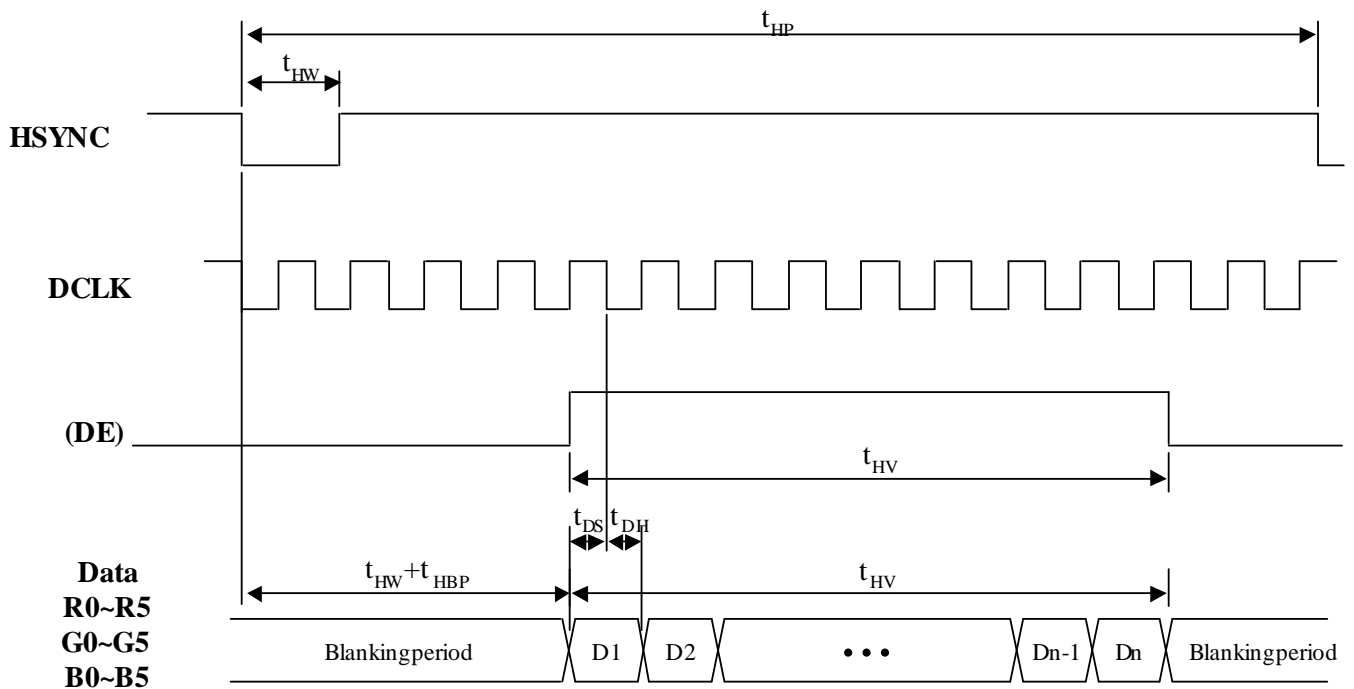 tHP
tHW
HSYNC
DCLK
(DE)
tHV
tDS tDH
tHW+tHBP tHV
Data
R0~R5
G0~G5
B0~B5
Blankingperiod D1 D2 ••• Dn-1 Dn Blankingperiod